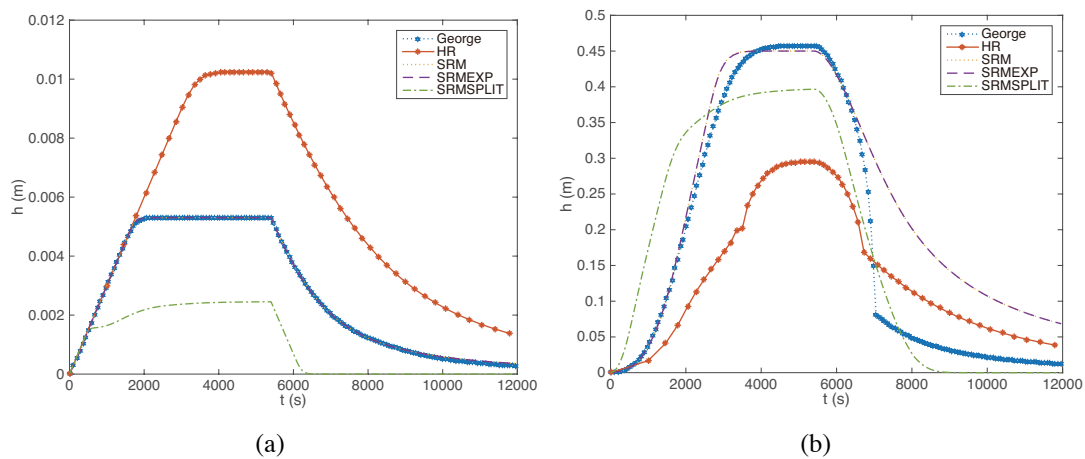 0.012
0.01
0.008
0.006
0.004
0.002
0
h (m)
0
2000
4000
6000
8000
10000
12000
t (s)
George
HR
SRM
SRMEXP
SRMSPLIT
(a)
0.5
0.45
0.4
0.35
0.3
0.25
0.2
0.15
0.1
0.05
0
h (m)
0
2000
4000
6000
8000
10000
12000
t (s)
George
HR
SRM
SRMEXP
SRMSPLIT
(b)